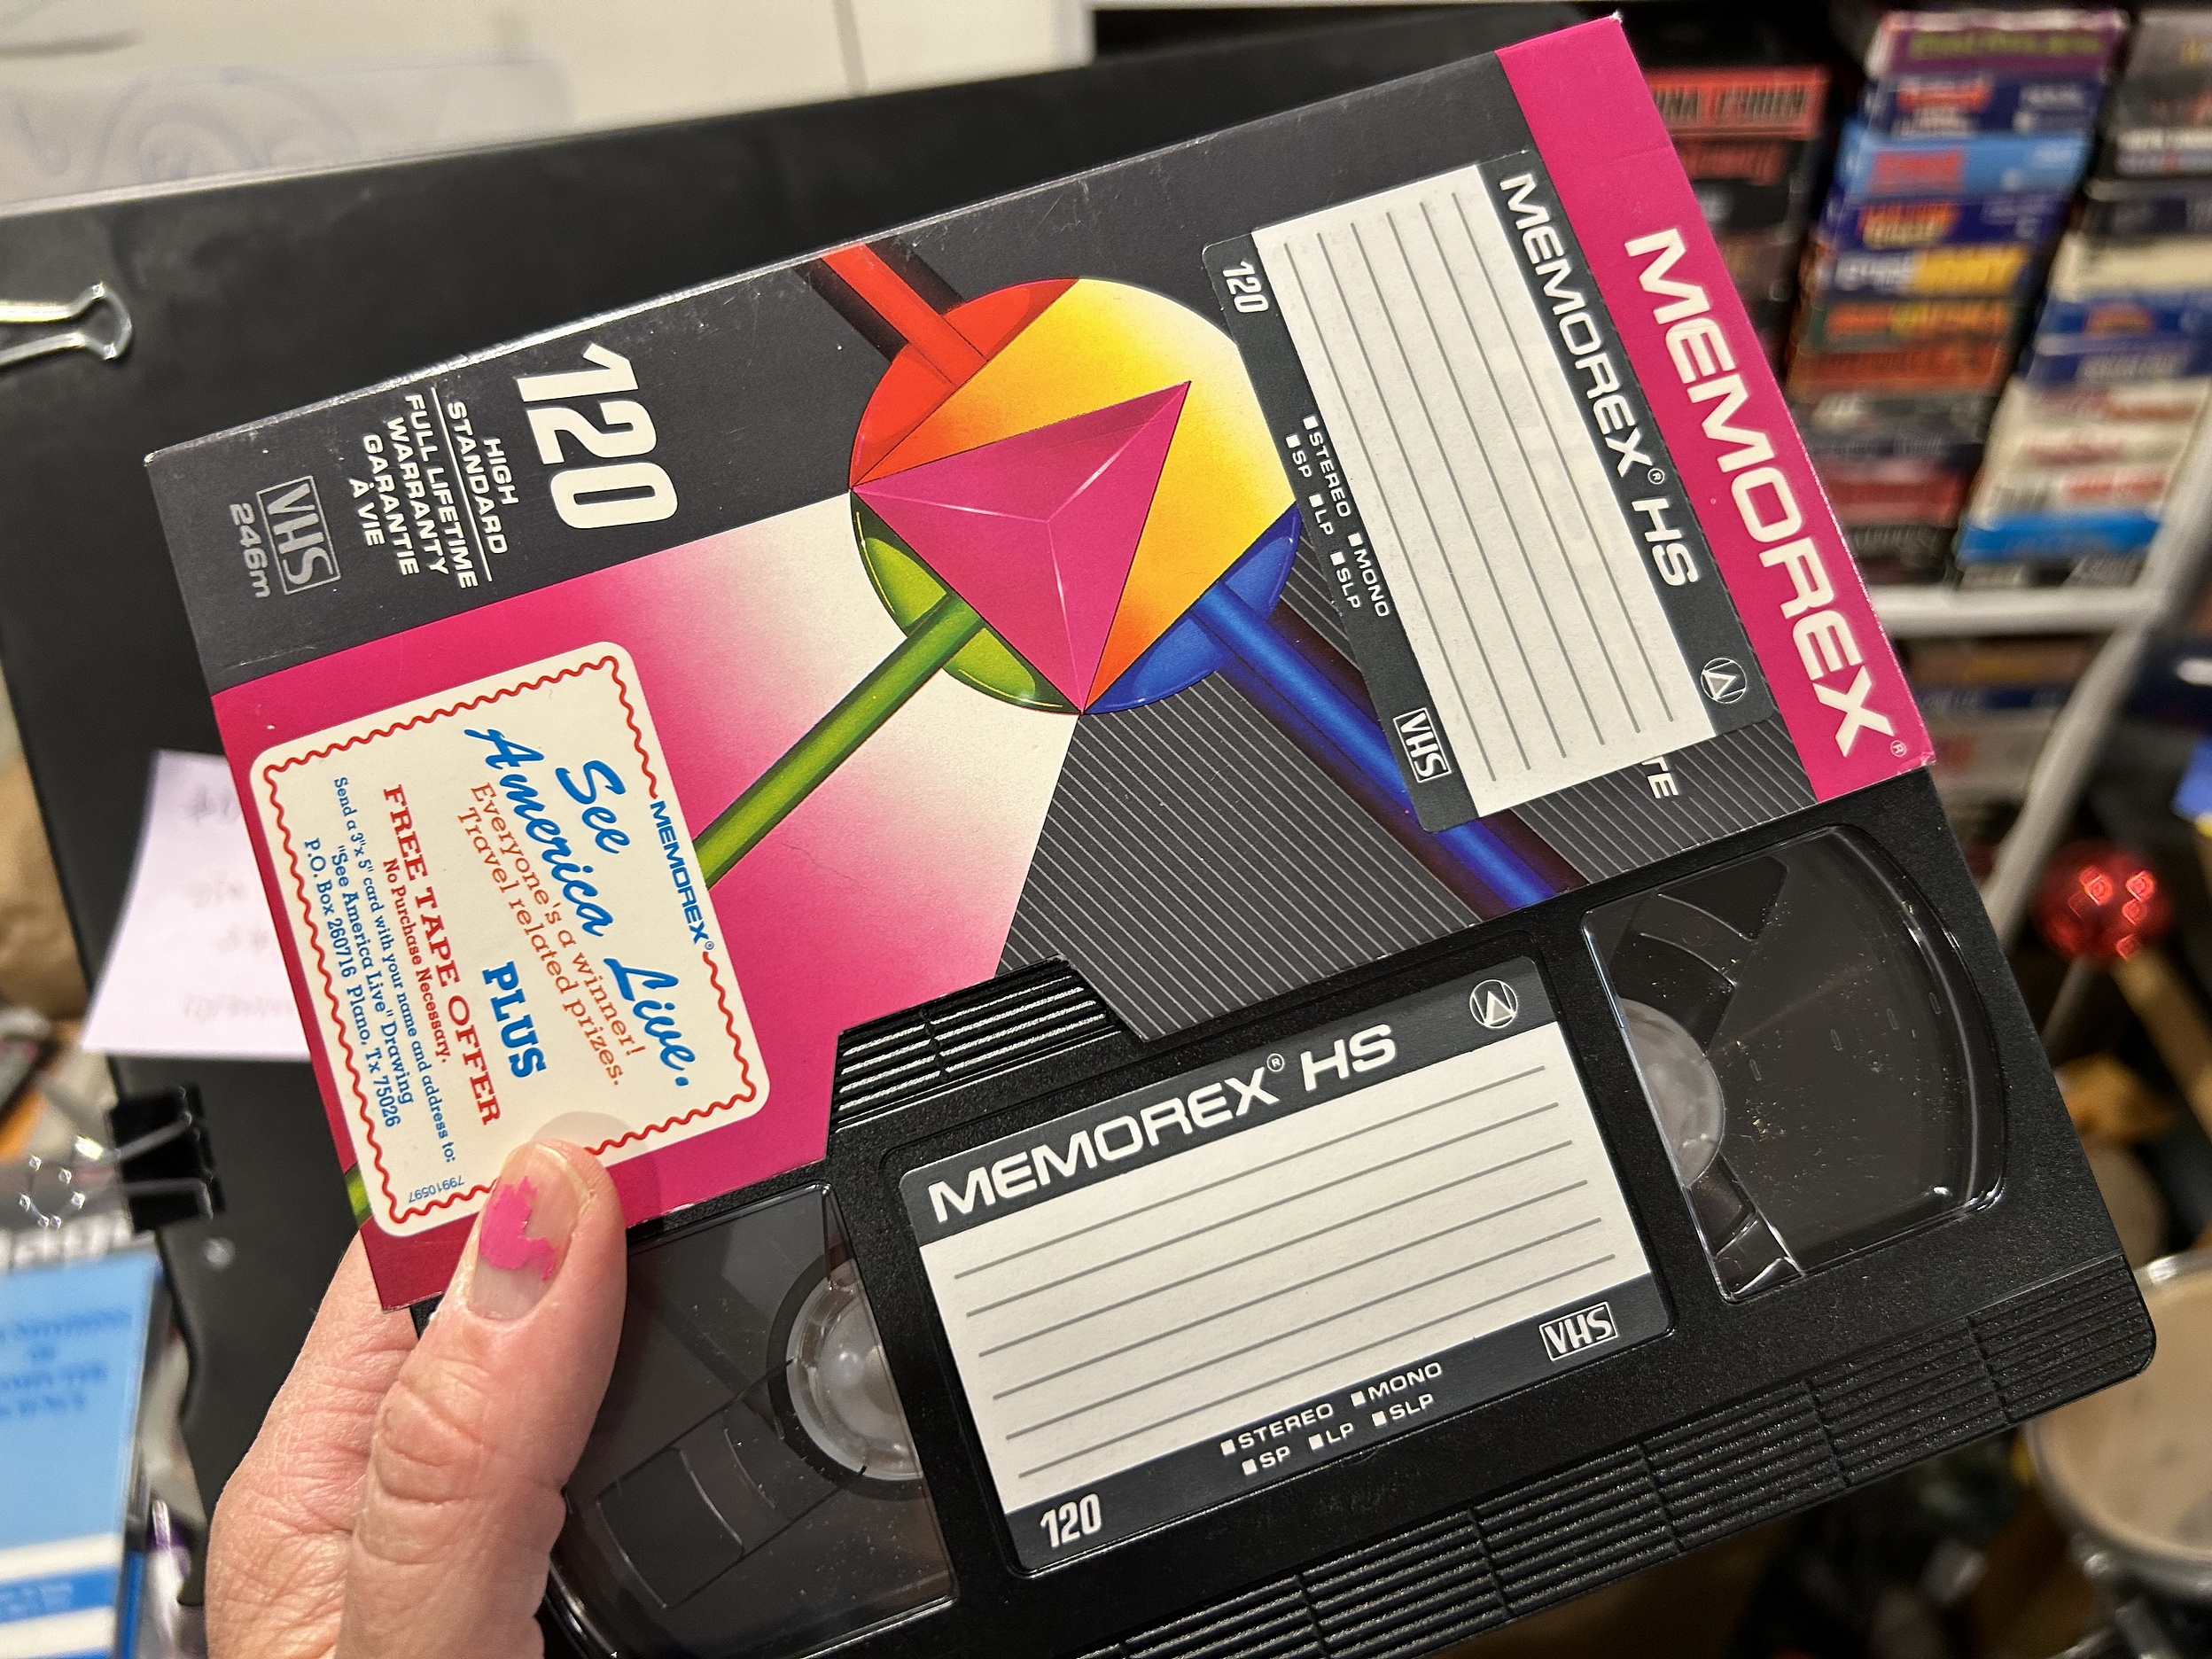 MEMOREX®
MEMOREX® HS
120
■STEREO ■MONO
■SP ■LP ■SLP
VHS
TE
120
HIGH
STANDARD
FULL LIFETIME
WARRANTY
GARANTIE
À VIE
VHS
246m
MEMOREX®
See
America Live.
Everyone's a winner!
Travel related prizes.
PLUS
FREE TAPE OFFER
No Purchase Necessary.
Send a 3"x 5" card with your name and address to:
"See America Live" Drawing
P.O. Box 260716 Plano, Tx 75026
79910597
MEMOREX® HS
■STEREO ■MONO
■SP ■LP ■SLP
120
VHS